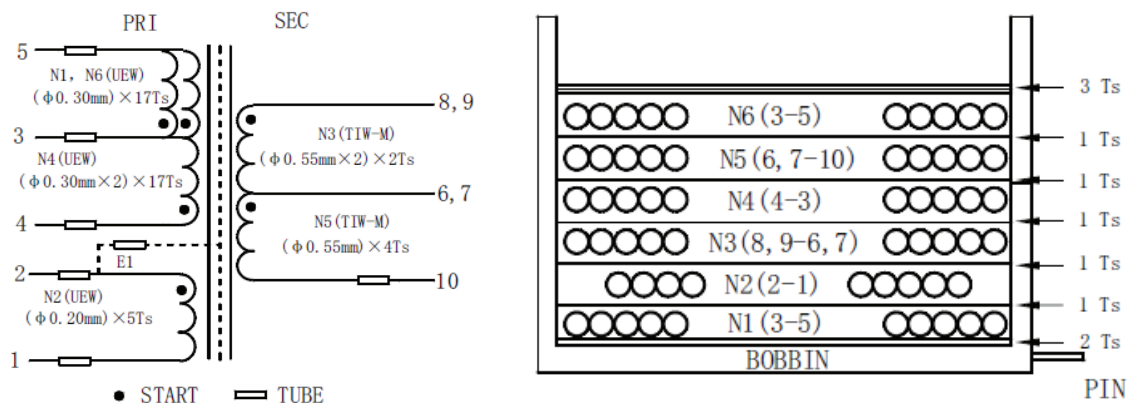 PRI
SEC
5
N1, N6(UEW)
(φ0.30mm)×17Ts
3
N4(UEW)
(φ0.30mm×2)×17Ts
4
E1
2
N2(UEW)
(φ0.20mm)×5Ts
1
8,9
N3(TIW-M)
(φ0.55mm×2)×2Ts
6,7
N5(TIW-M)
(φ0.55mm)×4Ts
10
● START
TUBE
3 Ts
N6(3-5)
1 Ts
N5(6,7-10)
1 Ts
N4(4-3)
1 Ts
N3(8,9-6,7)
1 Ts
N2(2-1)
1 Ts
N1(3-5)
2 Ts
BOBBIN
PIN